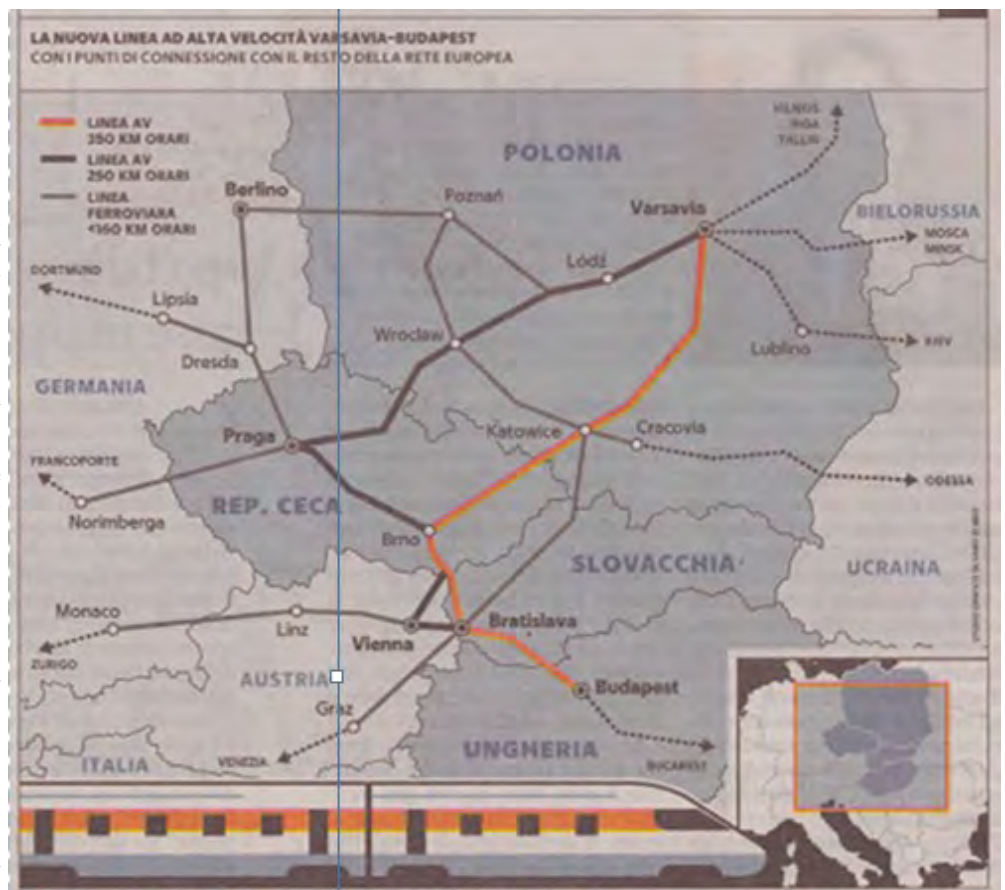 LA NUOVA LINEA AD ALTA VELOCITÀ VARSAVIA-BUDAPEST
CON I PUNTI DI CONNESSIONE CON IL RESTO DELLA RETE EUROPEA
LINEA AV
350 KM ORARI
LINEA AV
250 KM ORARI
LINEA
FERROVIARA
<160 KM ORARI
VILNIUS
RIGA
TALLIN
POLONIA
Berlino
Poznań
Varsavia
BIELORUSSIA
MOSCA
MINSK
DORTMUND
Lipsia
Łódź
Wrocław
Dresda
Lublino
KIEV
GERMANIA
Praga
Katowice
Cracovia
FRANCOPORTE
ODESSA
Norimberga
REP. CECA
Brno
SLOVACCHIA
UCRAINA
Monaco
Linz
Vienna
Bratislava
ZURIGO
AUSTRIA
Budapest
Graz
UNGHERIA
VENEZIA
BUCAREST
ITALIA